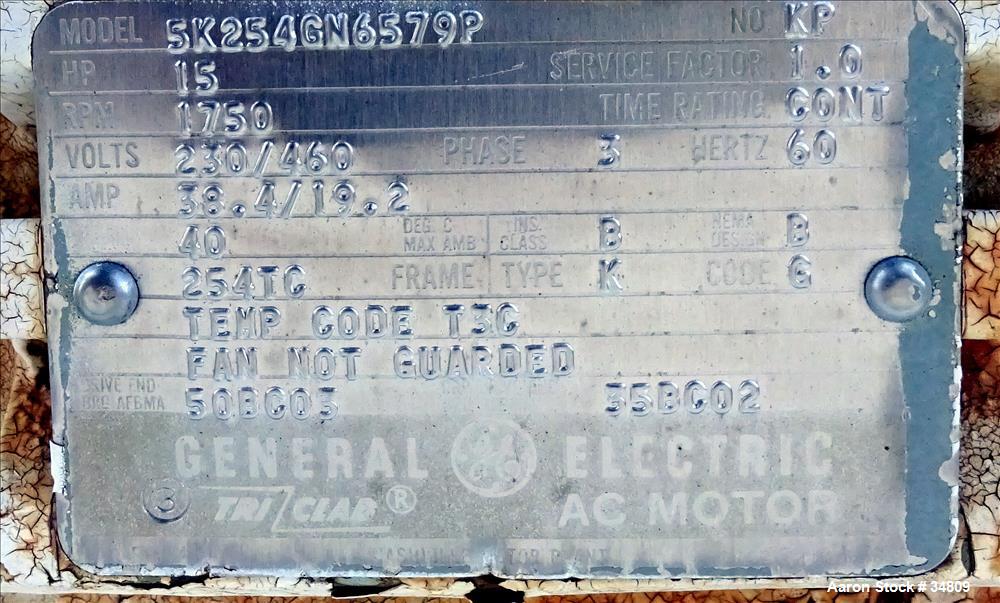 MODEL 5K254GN6579P NO KP
HP 15 SERVICE FACTOR 1.0
RPM 1750 TIME RATING CONT
VOLTS 230/460 PHASE 3 HERTZ 60
AMP 38.4/19.2
40 DEG. C MAX AMB INS. CLASS B NEMA DESIGN B
254TC FRAME TYPE K CODE G
TEMP CODE T3C
FAN NOT GUARDED
DRIVE END BRG AFBMA 50BC03 35BC02
GENERAL GE ELECTRIC
TRI CLAD ® AC MOTOR
Aaron Stock # 34809